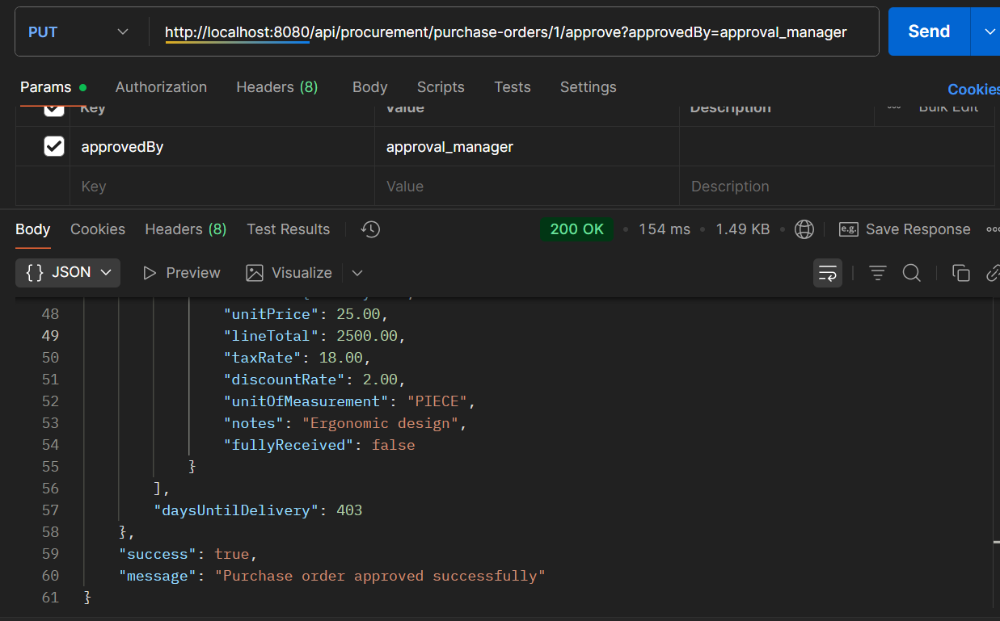 PUT http://localhost:8080/api/procurement/purchase-orders/1/approve?approvedBy=approval_manager Send
Params Authorization Headers (8) Body Scripts Tests Settings Cookies
Key Value Description Bulk Edit
approvedBy approval_manager
Key Value Description
Body Cookies Headers (8) Test Results 200 OK 154 ms 1.49 KB e.g. Save Response
{} JSON Preview Visualize
48 "unitPrice": 25.00,
49 "lineTotal": 2500.00,
50 "taxRate": 18.00,
51 "discountRate": 2.00,
52 "unitOfMeasurement": "PIECE",
53 "notes": "Ergonomic design",
54 "fullyReceived": false
55 }
56 ],
57 "daysUntilDelivery": 403
58 },
59 "success": true,
60 "message": "Purchase order approved successfully"
61 }